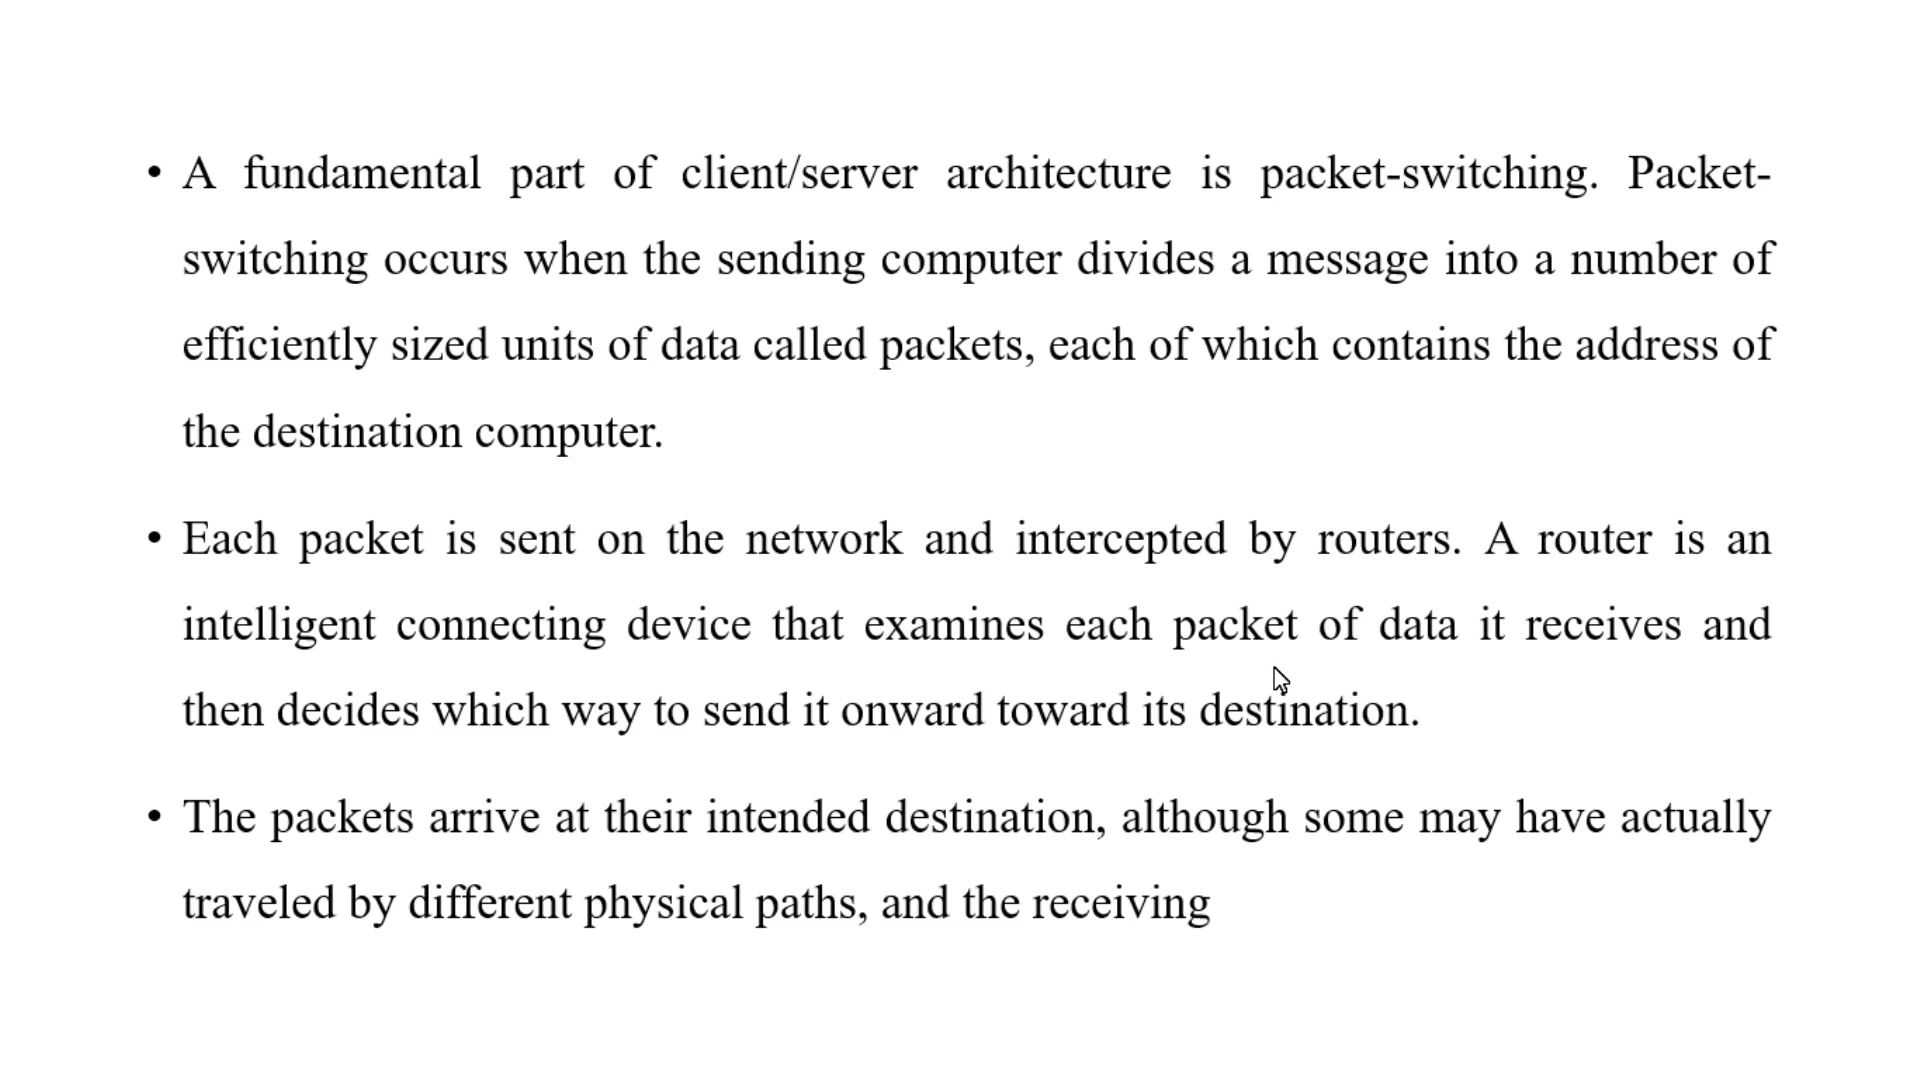 • A fundamental part of client/server architecture is packet-switching. Packet-
switching occurs when the sending computer divides a message into a number of
efficiently sized units of data called packets, each of which contains the address of
the destination computer.
• Each packet is sent on the network and intercepted by routers. A router is an
intelligent connecting device that examines each packet of data it receives and
then decides which way to send it onward toward its destination.
• The packets arrive at their intended destination, although some may have actually
traveled by different physical paths, and the receiving